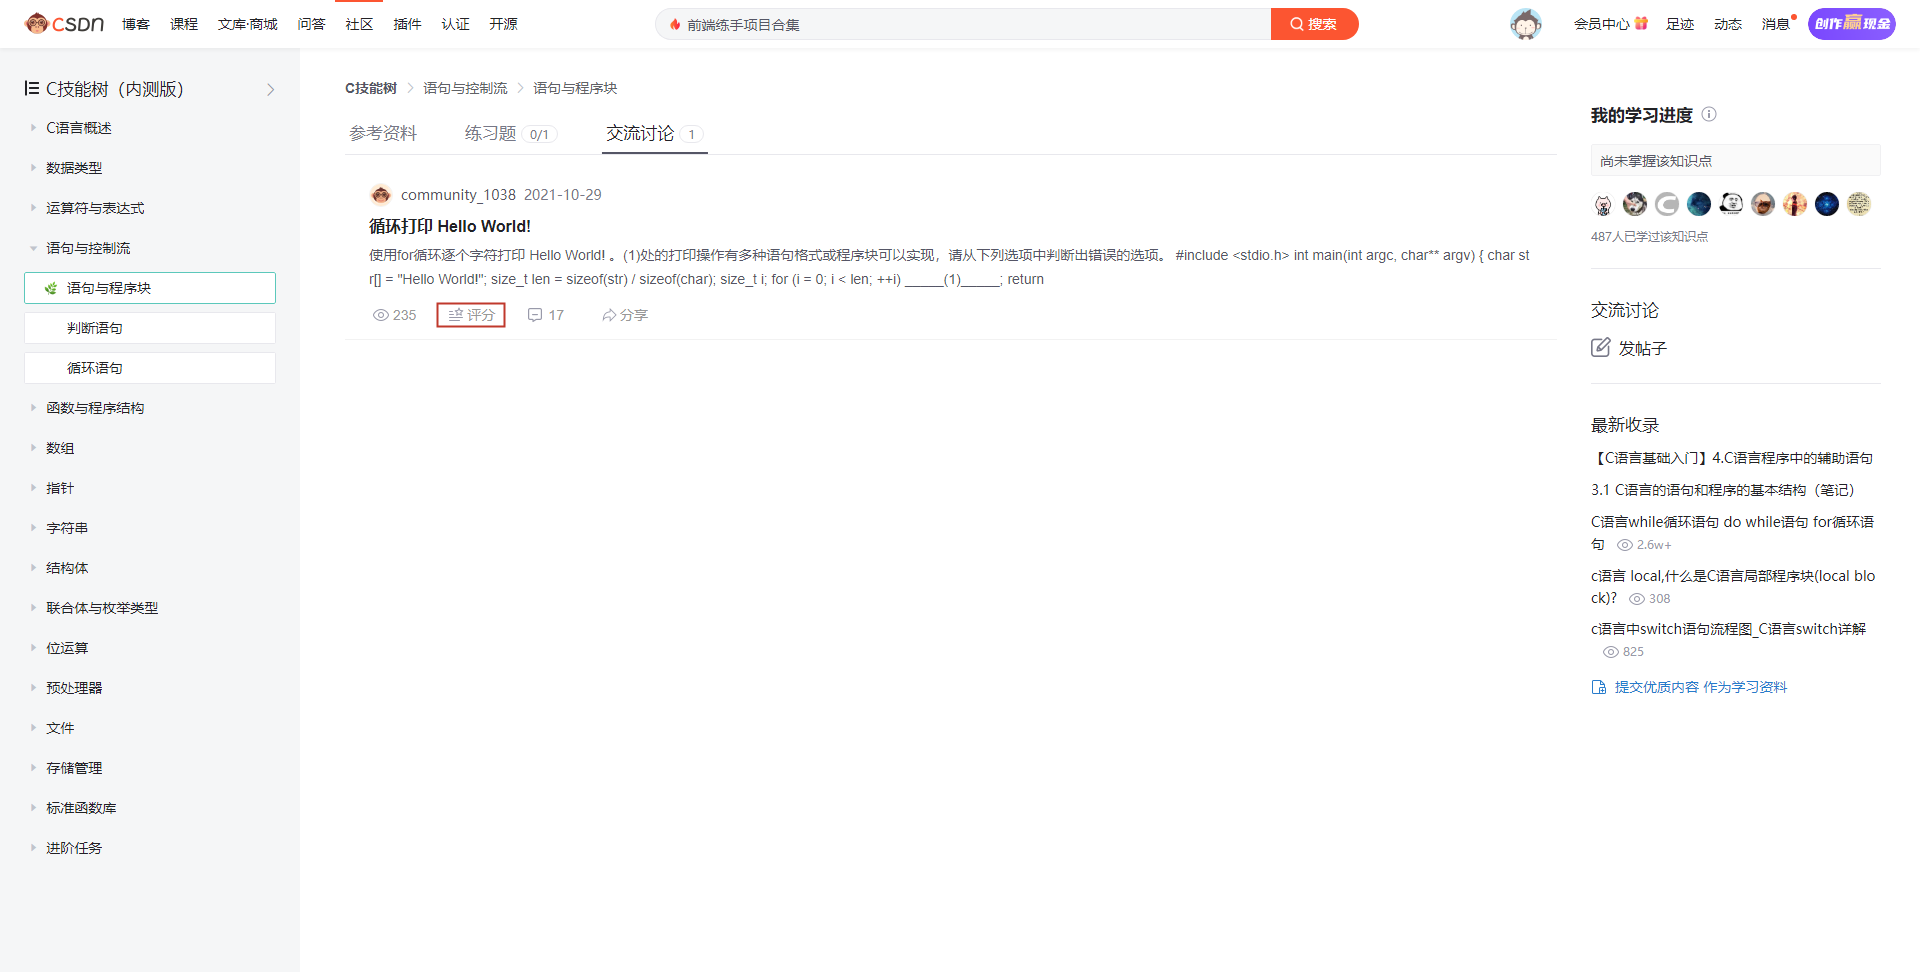 CSDN 博客 课程 文库·商城 问答 社区 插件 认证 开源 前端练手项目合集 搜索 会员中心 足迹 动态 消息 创作赢现金
C技能树（内测版）
C语言概述
数据类型
运算符与表达式
语句与控制流
语句与程序块
判断语句
循环语句
函数与程序结构
数组
指针
字符串
结构体
联合体与枚举类型
位运算
预处理器
文件
存储管理
标准函数库
进阶任务
C技能树 语句与控制流 语句与程序块
参考资料 练习题 0/1 交流讨论 1
community_1038 2021-10-29
循环打印 Hello World!
使用for循环逐个字符打印 Hello World! 。(1)处的打印操作有多种语句格式或程序块可以实现，请从下列选项中判断出错误的选项。 #include <stdio.h> int main(int argc, char** argv) { char st
r[] = "Hello World!"; size_t len = sizeof(str) / sizeof(char); size_t i; for (i = 0; i < len; ++i) _____(1)_____; return
235 评分 17 分享
我的学习进度
尚未掌握该知识点
487人已学过该知识点
交流讨论
发帖子
最新收录
【C语言基础入门】4.C语言程序中的辅助语句
3.1 C语言的语句和程序的基本结构（笔记）
C语言while循环语句 do while语句 for循环语
句 2.6w+
c语言 local,什么是C语言局部程序块(local blo
ck)? 308
c语言中switch语句流程图_C语言switch详解
825
提交优质内容 作为学习资料